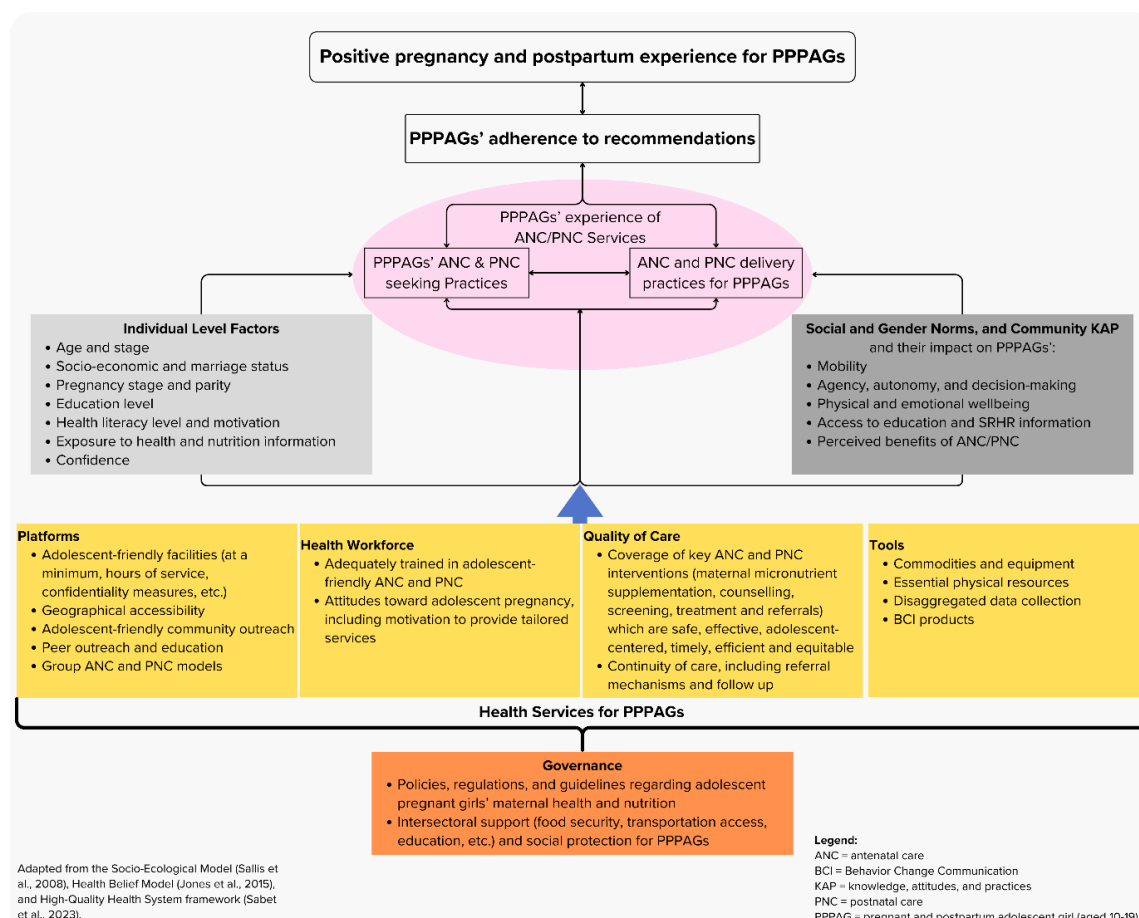 Positive pregnancy and postpartum experience for PPPAGs
PPPAGs' adherence to recommendations
PPPAGs' experience of
ANC/PNC Services
PPPAGs' ANC & PNC
seeking Practices
ANC and PNC delivery
practices for PPPAGs
Individual Level Factors
• Age and stage
• Socio-economic and marriage status
• Pregnancy stage and parity
• Education level
• Health literacy level and motivation
• Exposure to health and nutrition information
• Confidence
Social and Gender Norms, and Community KAP
and their impact on PPPAGs':
• Mobility
• Agency, autonomy, and decision-making
• Physical and emotional wellbeing
• Access to education and SRHR information
• Perceived benefits of ANC/PNC
Platforms
• Adolescent-friendly facilities (at a
minimum, hours of service,
confidentiality measures, etc.)
• Geographical accessibility
• Adolescent-friendly community outreach
• Peer outreach and education
• Group ANC and PNC models
Health Workforce
• Adequately trained in adolescent-
friendly ANC and PNC
• Attitudes toward adolescent pregnancy,
including motivation to provide tailored
services
Quality of Care
• Coverage of key ANC and PNC
interventions (maternal micronutrient
supplementation, counselling,
screening, treatment and referrals)
which are safe, effective, adolescent-
centered, timely, efficient and equitable
• Continuity of care, including referral
mechanisms and follow up
Tools
• Commodities and equipment
• Essential physical resources
• Disaggregated data collection
• BCI products
Health Services for PPPAGs
Governance
• Policies, regulations, and guidelines regarding adolescent
pregnant girls' maternal health and nutrition
• Intersectoral support (food security, transportation access,
education, etc.) and social protection for PPPAGs
Adapted from the Socio-Ecological Model (Sallis et
al., 2008), Health Belief Model (Jones et al., 2015),
and High-Quality Health System framework (Sabet
et al., 2023).
Legend:
ANC = antenatal care
BCI = Behavior Change Communication
KAP = knowledge, attitudes, and practices
PNC = postnatal care
PPPAG = pregnant and postpartum adolescent girl (aged 10-19)